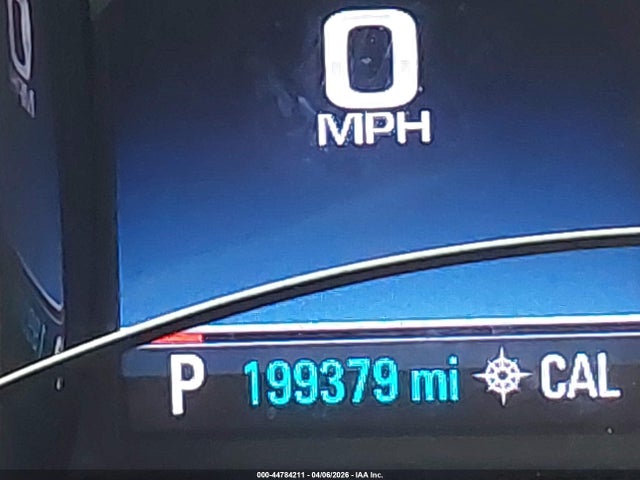 0
MPH
P 199379 mi CAL
000-44784211 - 04/06/2026 - IAA Inc.